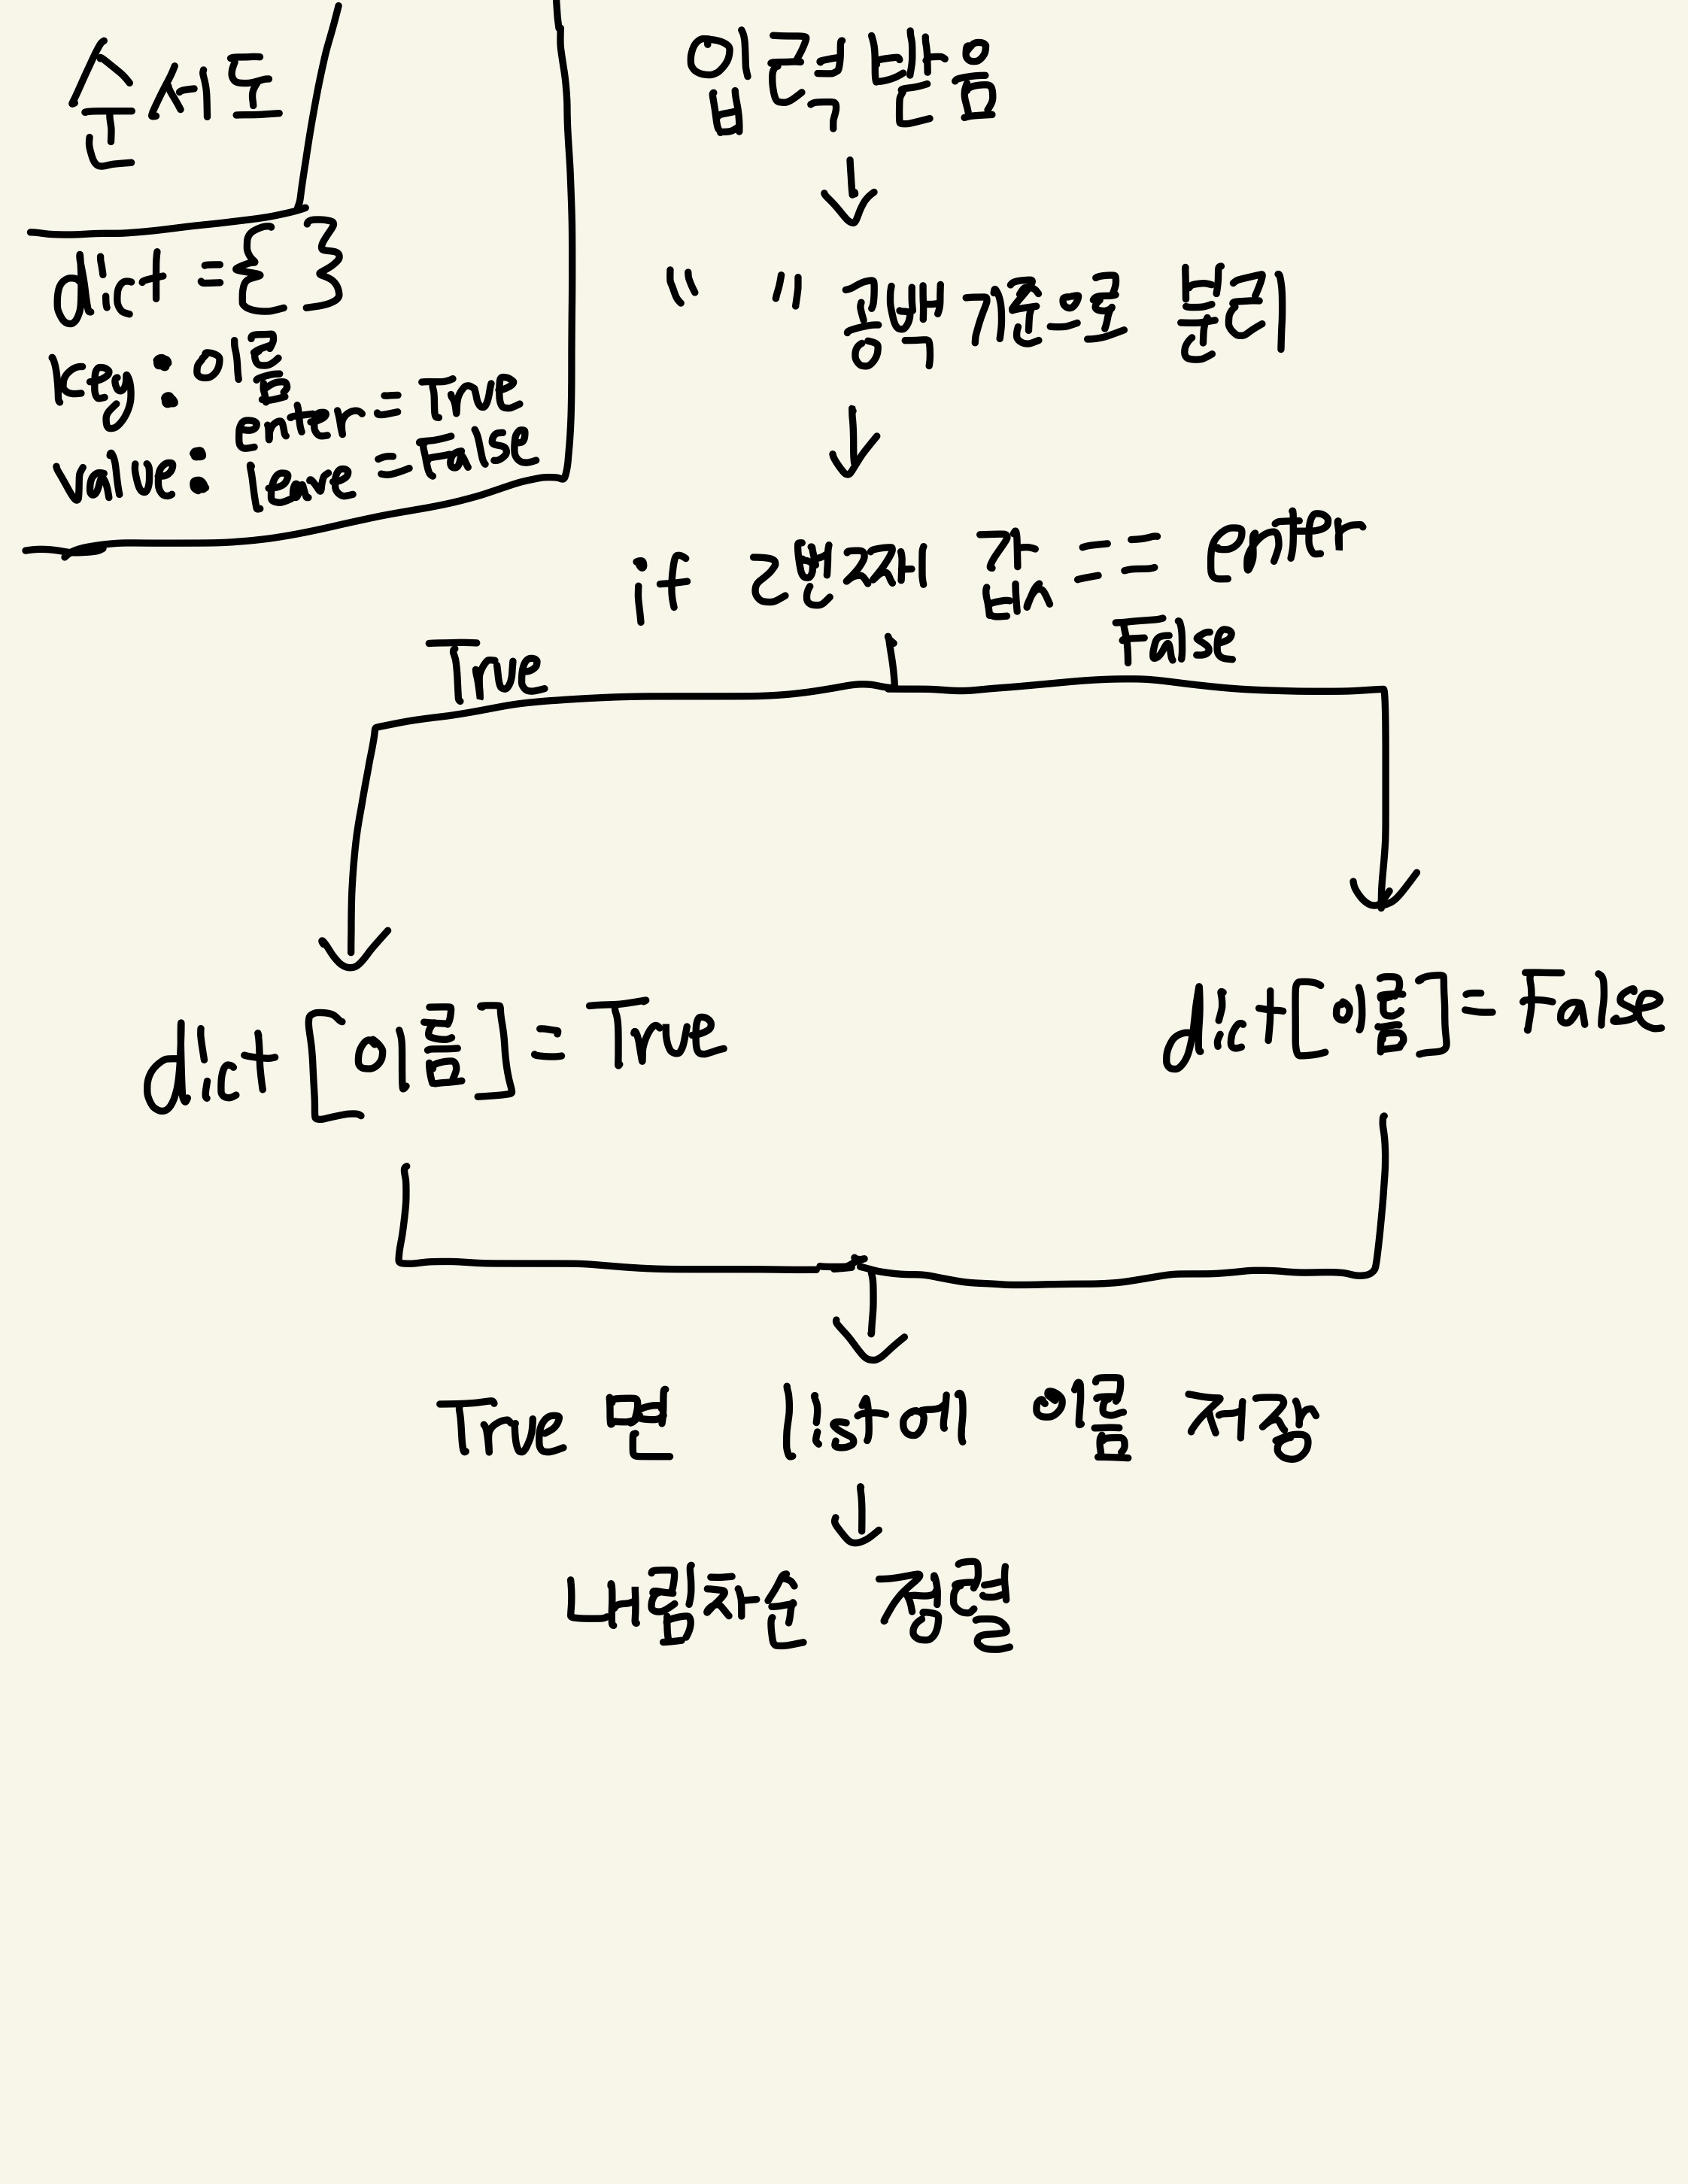 순서도
dict = { }
key : 이름
value : enter = True
leave = False
입력 받음
" " 공백기준으로 분리
if 2번째 값 == enter
True
False
dict [이름] = True
dict[이름] = False
True 면 list에 이름 저장
내림차순 정렬